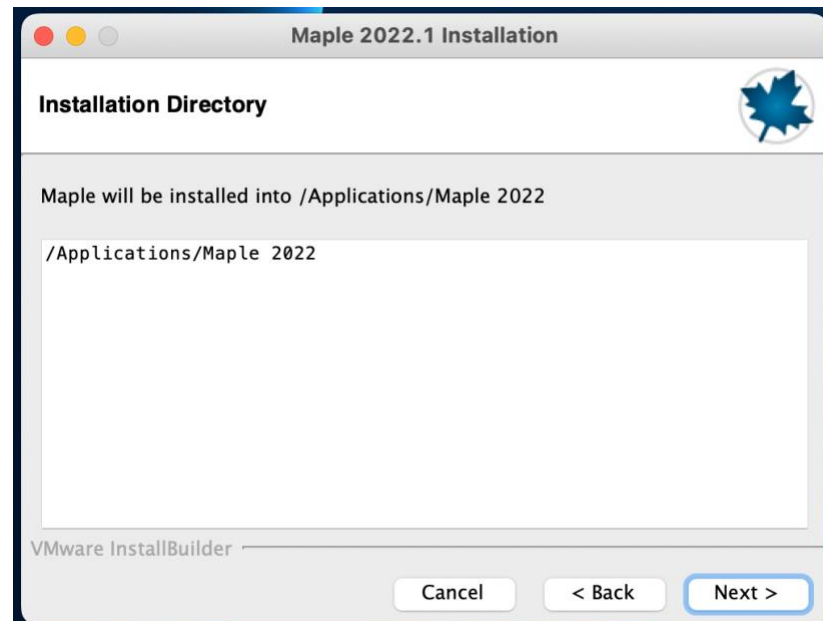 Maple 2022.1 Installation
Installation Directory
Maple will be installed into /Applications/Maple 2022
/Applications/Maple 2022
VMware InstallBuilder
Cancel
< Back
Next >